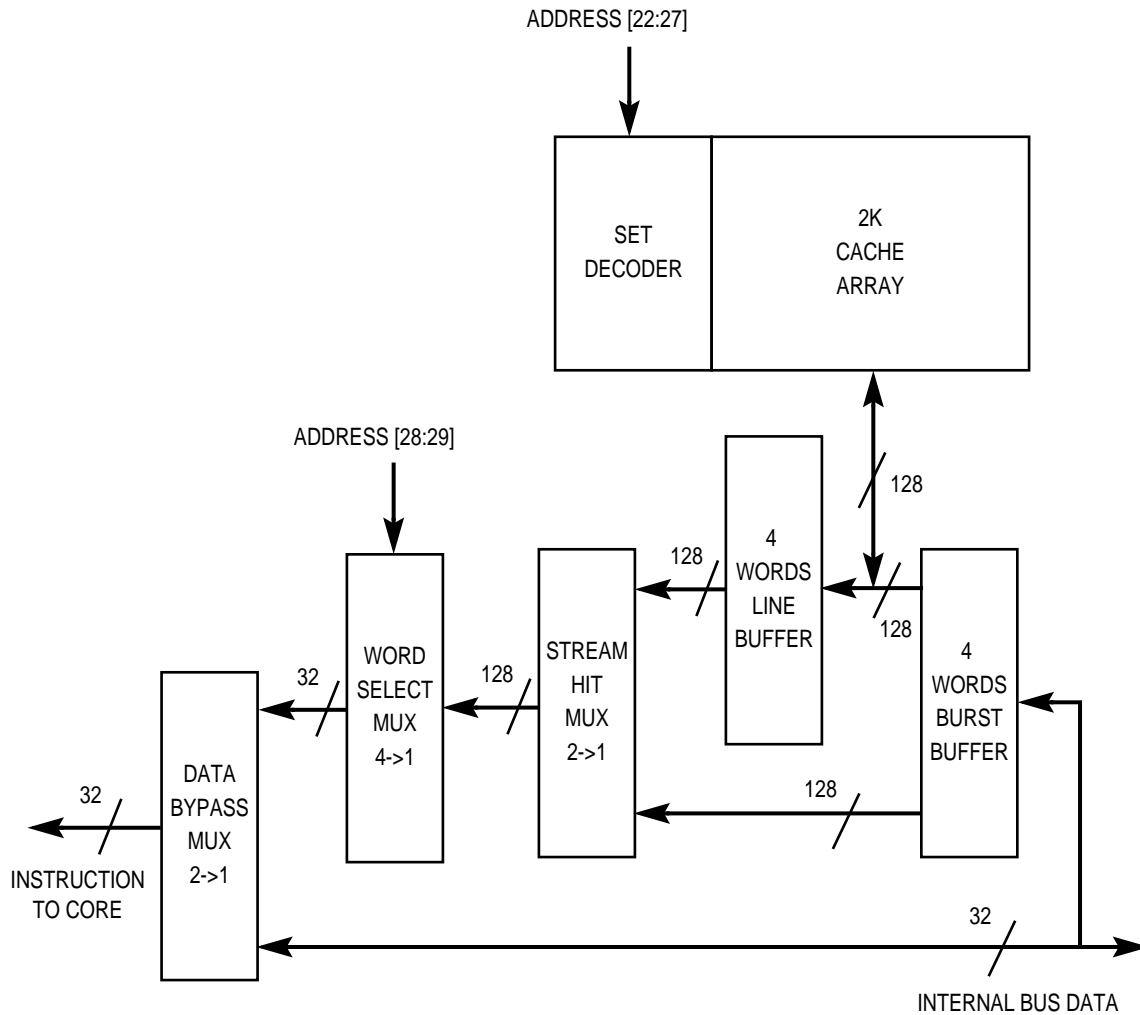 ADDRESS [22:27]
SET
DECODER
2K
CACHE
ARRAY
ADDRESS [28:29]
128
4
WORDS
LINE
BUFFER
128
128
4
WORDS
BURST
BUFFER
STREAM
HIT
MUX
2->1
128
WORD
SELECT
MUX
4->1
32
128
DATA
BYPASS
MUX
2->1
32
INSTRUCTION
TO CORE
32
INTERNAL BUS DATA